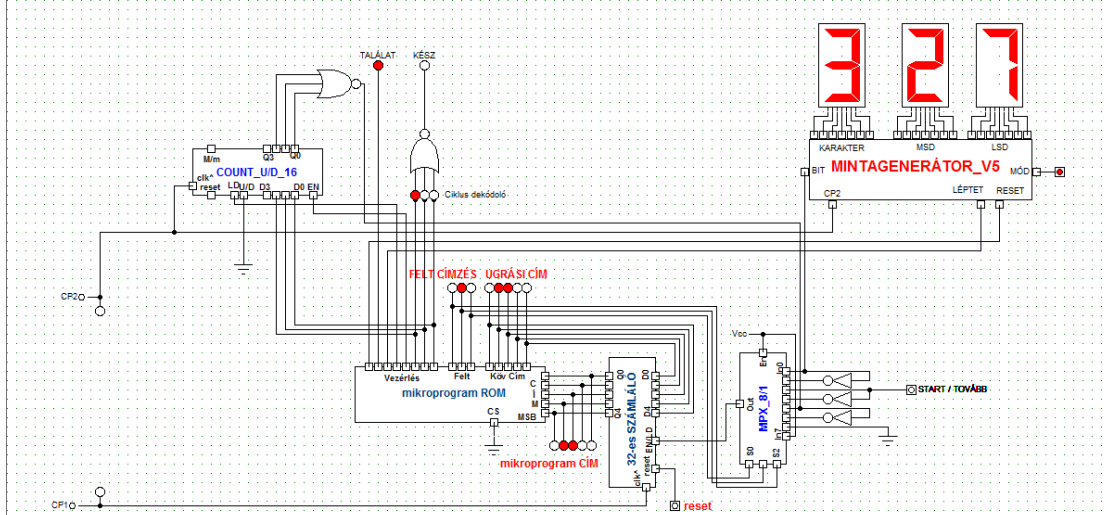 327
TALÁLAT
KÉSZ
M/m
Q3
Q0
COUNT_U/D_16
clk^
reset
LD
U/D
D3
D0
EN
Ciklus dekódoló
KARAKTER
MSD
LSD
BIT
MINTAGENERÁTOR_V5
MÓD
CP2
LÉPTET
RESET
CP2
FELT CÍMZÉS
UGRÁSI CÍM
Vezérlés
Felt
Köv Cím
mikroprogram ROM
C
Í
M
MSB
CS
mikroprogram CÍM
Q0
Q4
D0
D4
32-es SZÁMLÁLÓ
EN/LD
reset
clk^
reset
Vcc
En
In0
In7
Out
MPX_8/1
S0
S2
START / TOVÁBB
CP1